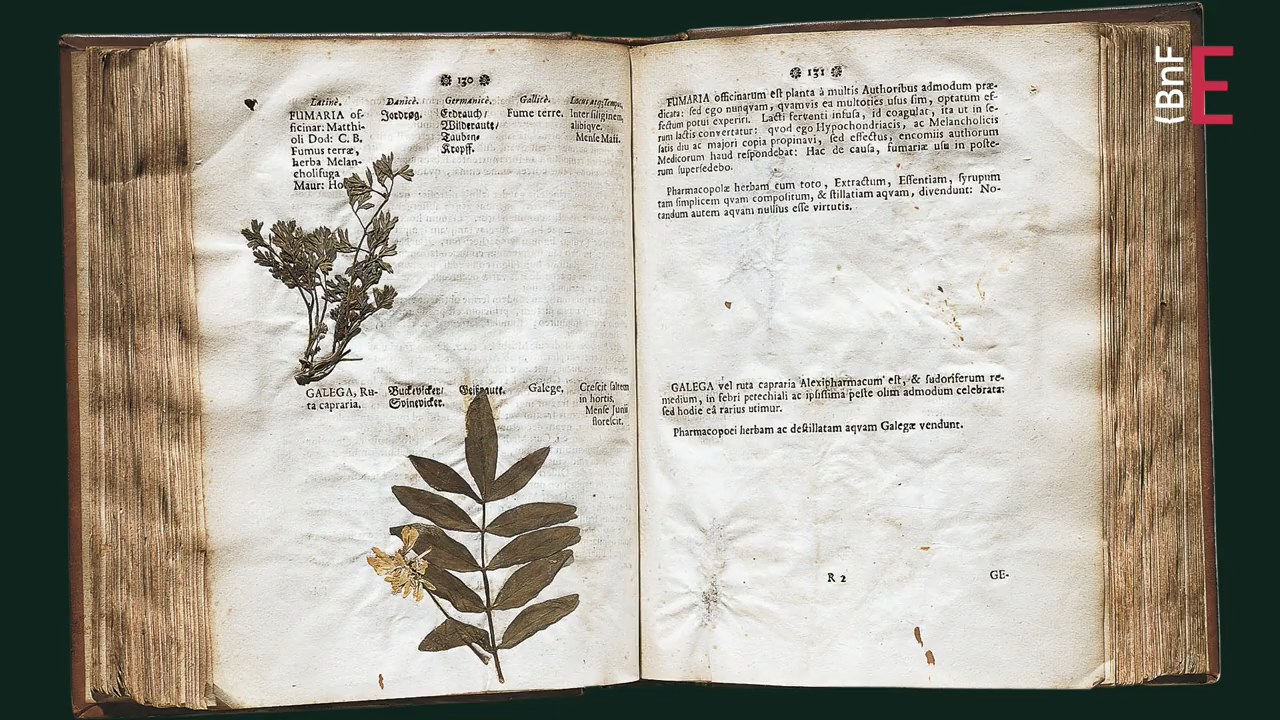 130
Latinè. Danicè. Germanicè. Gallicè. Locus atq; Tempus.
FUMARIA of-
ficinar: Matthi-
oli Dod: C. B.
Fumus terræ,
herba Melan-
cholifuga
Maur: Ho
Jordrøg.
Erdrauch/
Wilderaute/
Tauben-
Kropff.
Fume terre.
Inter siliginem,
alibiqve.
Mense Maii.
GALEGA, Ru-
ta capraria.
Buckevicker/
Svinevicker.
Geißraute.
Galege.
Crescit saltem
in hortis.
Mense Junii
florescit.
131
FUMARIA officinarum est planta à multis Authoribus admodum præ-
dicata: sed ego nunqvam, qvamvis ea multoties usus sim, optatum ef-
fectum potui experiri. Lacti ferventi infusa, id coagulat, ita ut in se-
rum lactis convertatur: qvod ego Hypochondriacis, ac Melancholicis
satis diu ac majori copia propinavi, sed effectus, encomiis authorum
Medicorum haud respondebat: Hac de causa, fumariæ usu in poste-
rum supersedebo.
Pharmacopolæ herbam cum toto, Extractum, Essentiam, syrupum
tam simplicem qvam compositum, & stillatiam aqvam, divendunt: No-
tandum autem aqvam nullius esse virtutis.
GALEGA vel ruta capraria Alexipharmacum est, & sudoriferum re-
medium, in febri petechiali ac ipsissima peste olim admodum celebrata:
sed hodie eâ rarius utimur.
Pharmacopoei herbam ac destillatam aqvam Galegæ vendunt.
R 2
GE-
(BnF
E